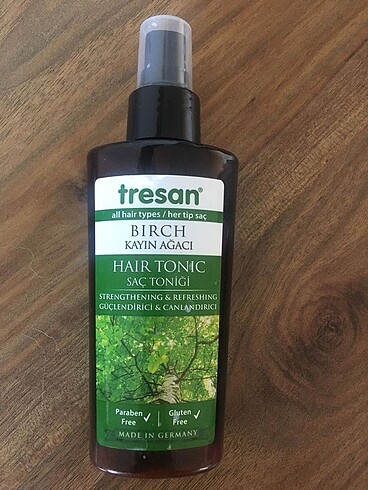 tresan®
all hair types / her tip saç
BIRCH
KAYIN AĞACI
HAIR TONIC
SAÇ TONİĞİ
STRENGTHENING & REFRESHING
GÜÇLENDİRİCİ & CANLANDIRICI
Paraben Free ✓ | Gluten Free ✓
MADE IN GERMANY